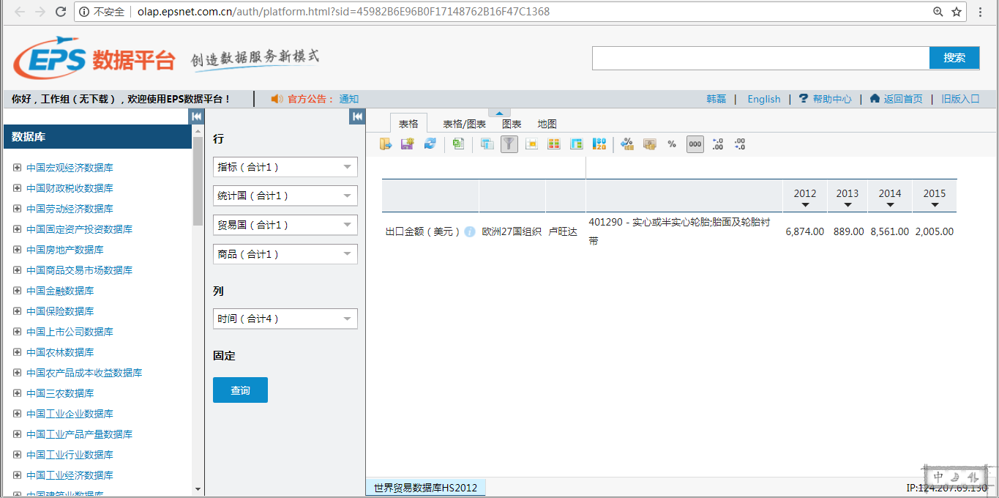 不安全 olap.epsnet.com.cn/auth/platform.html?sid=45982B6E96B0F17148762B16F47C1368
EPS 数据平台 创造数据服务新模式
搜索
你好，工作组（无下载），欢迎使用EPS数据平台！
官方公告： 通知
韩磊 | English | ? 帮助中心 | 返回首页 | 旧版入口
数据库
中国宏观经济数据库
中国财政税收数据库
中国劳动经济数据库
中国固定资产投资数据库
中国房地产数据库
中国商品交易市场数据库
中国金融数据库
中国保险数据库
中国上市公司数据库
中国农林数据库
中国农产品成本收益数据库
中国三农数据库
中国工业企业数据库
中国工业产品产量数据库
中国工业行业数据库
中国工业经济数据库
中国建筑业数据库
行
指标（合计1）
统计国（合计1）
贸易国（合计1）
商品（合计1）
列
时间（合计4）
固定
查询
表格 表格/图表 图表 地图
% 000 .0 .00 .00 .0
2012 2013 2014 2015
出口金额（美元） 欧洲27国组织 卢旺达 401290 - 实心或半实心轮胎;胎面及轮胎衬
带 6,874.00 889.00 8,561.00 2,005.00
世界贸易数据库HS2012
IP:124.207.69.130